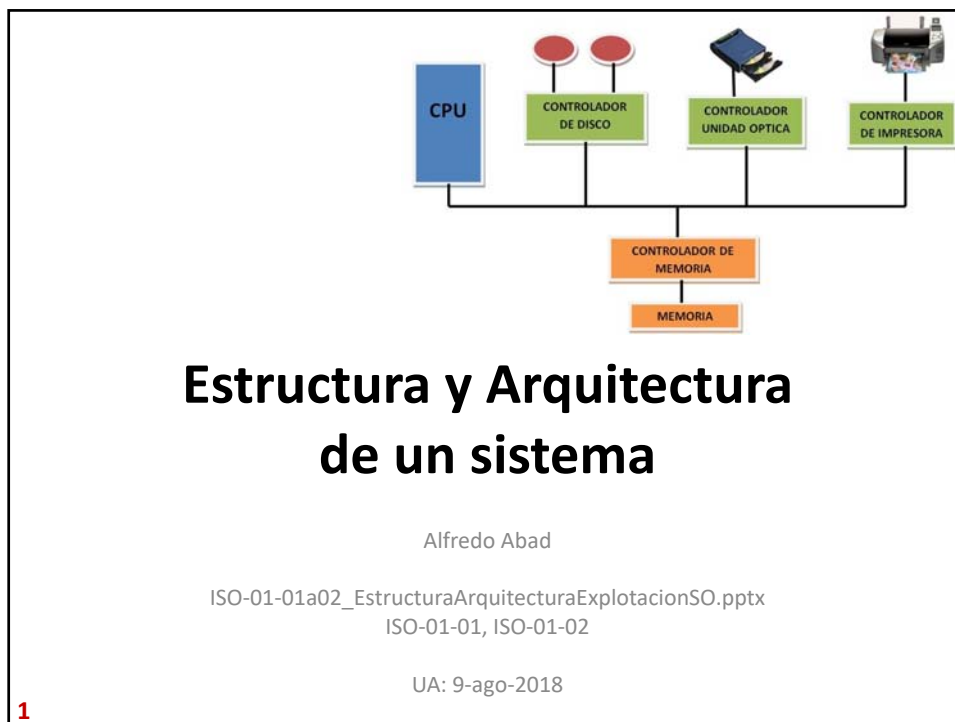 CPU
CONTROLADOR
DE DISCO
CONTROLADOR
UNIDAD OPTICA
CONTROLADOR
DE IMPRESORA
CONTROLADOR DE
MEMORIA
MEMORIA
Estructura y Arquitectura
de un sistema
Alfredo Abad
ISO-01-01a02_EstructuraArquitecturaExplotacionSO.pptx
ISO-01-01, ISO-01-02
UA: 9-ago-2018
1